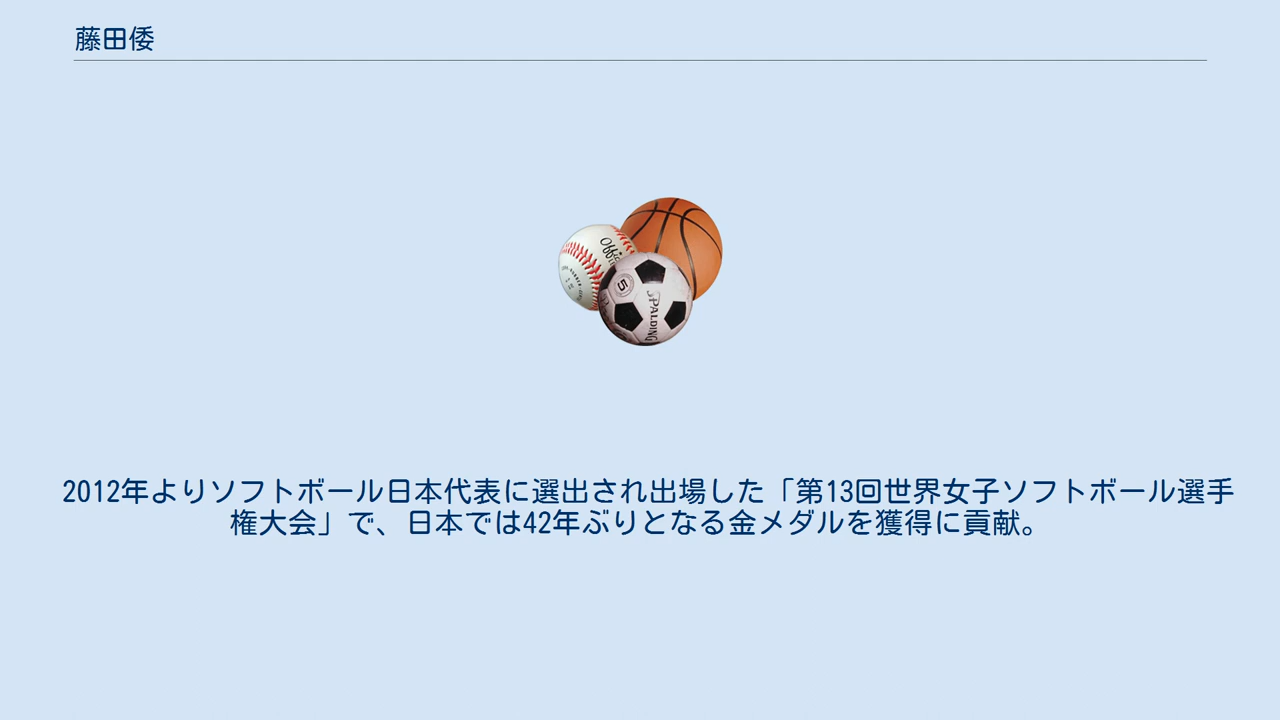 藤田倭
Offi
5
SPALDING
2012年よりソフトボール日本代表に選出され出場した「第13回世界女子ソフトボール選手
権大会」で、日本では42年ぶりとなる金メダルを獲得に貢献。